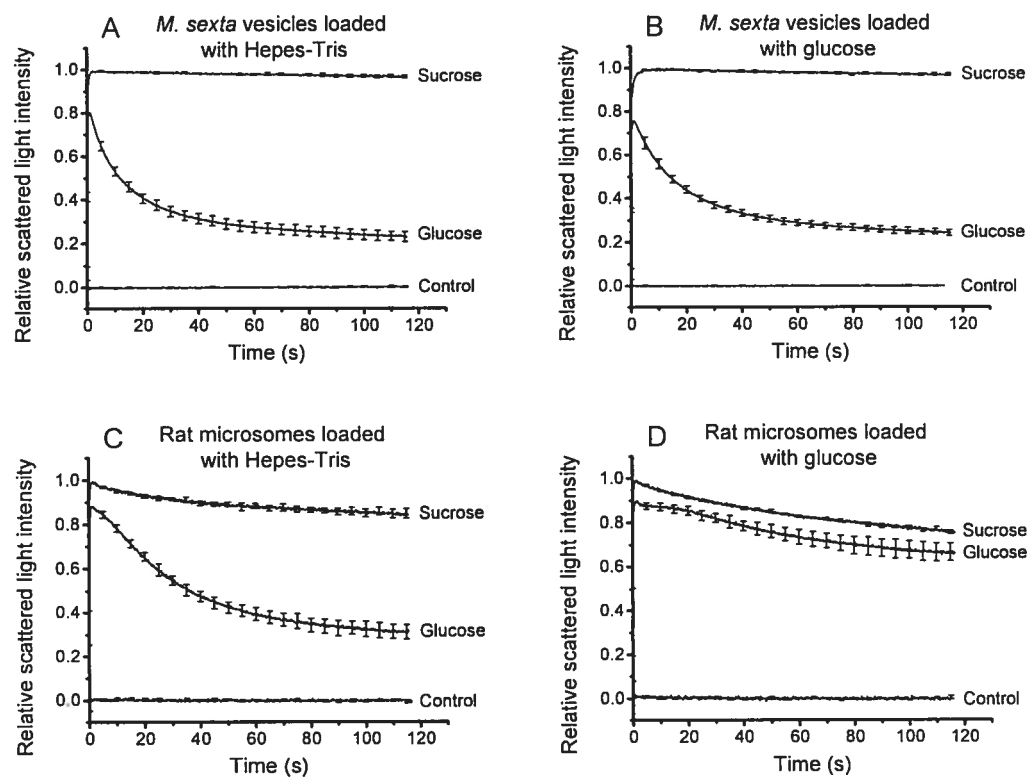 A
M. sexta vesicles loaded
with Hepes-Tris
Relative scattered light intensity
1.0
0.8
0.6
0.4
0.2
0.0
Sucrose
Glucose
Control
0 20 40 60 80 100 120
Time (s)
B
M. sexta vesicles loaded
with glucose
Relative scattered light intensity
1.0
0.8
0.6
0.4
0.2
0.0
Sucrose
Glucose
Control
0 20 40 60 80 100 120
Time (s)
C
Rat microsomes loaded
with Hepes-Tris
Relative scattered light intensity
1.0
0.8
0.6
0.4
0.2
0.0
Sucrose
Glucose
Control
0 20 40 60 80 100 120
Time (s)
D
Rat microsomes loaded
with glucose
Relative scattered light intensity
1.0
0.8
0.6
0.4
0.2
0.0
Sucrose
Glucose
Control
0 20 40 60 80 100 120
Time (s)